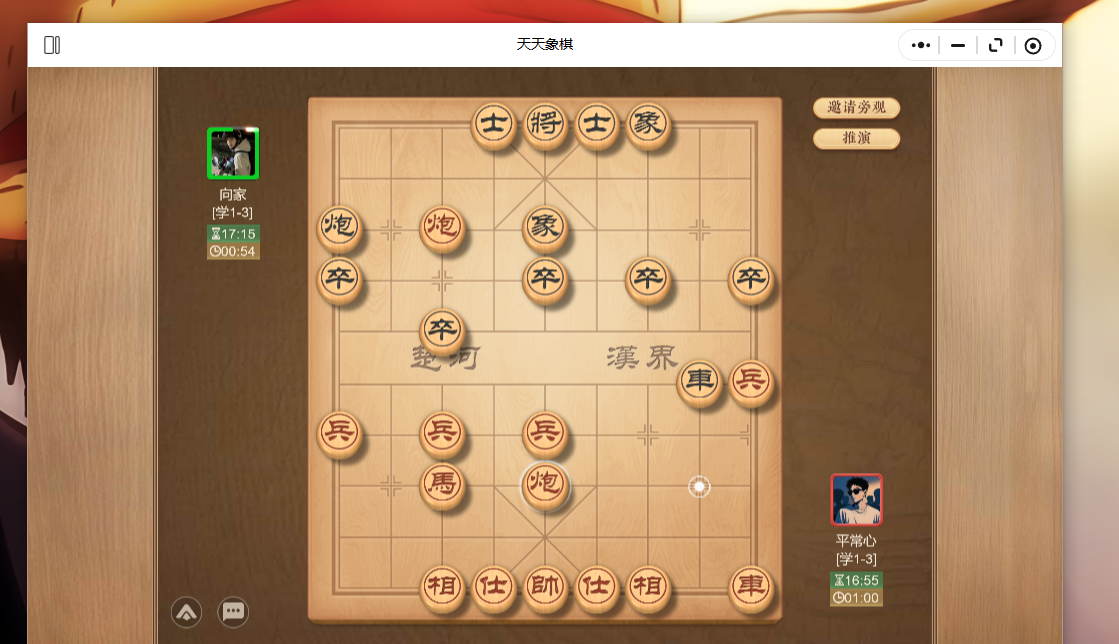 天天象棋
邀请旁观
推演
向家
[学1-3]
17:15
00:54
士 將 士 象
炮 炮 象
卒 卒 卒 卒
卒
楚河 漢界
車 兵
兵 兵 兵
馬 炮
相 仕 帥 仕 相 車
平常心
[学1-3]
16:55
01:00